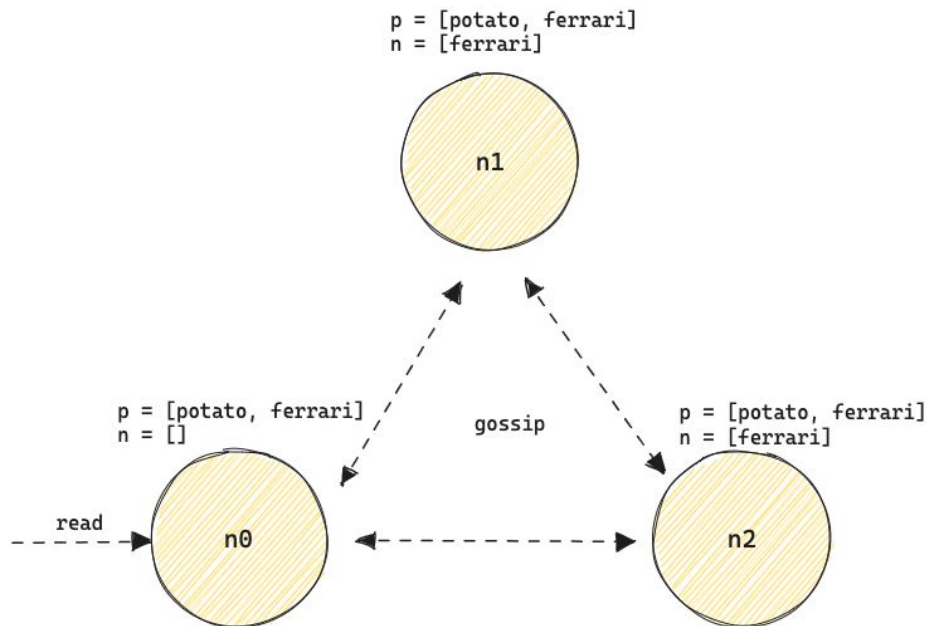 p = [potato, ferrari]
n = [ferrari]
n1
p = [potato, ferrari]
n = []
gossip
p = [potato, ferrari]
n = [ferrari]
read
n0
n2